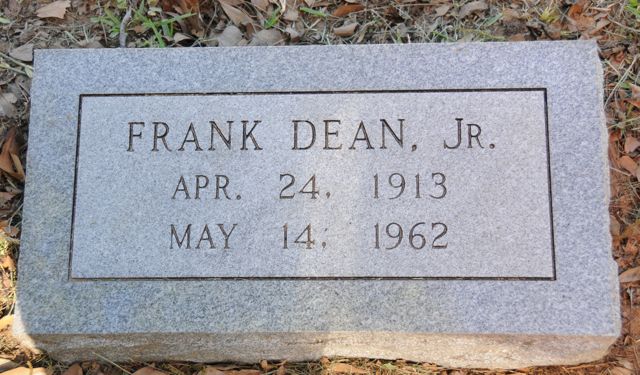 FRANK DEAN, JR.
APR. 24, 1913
MAY 14, 1962